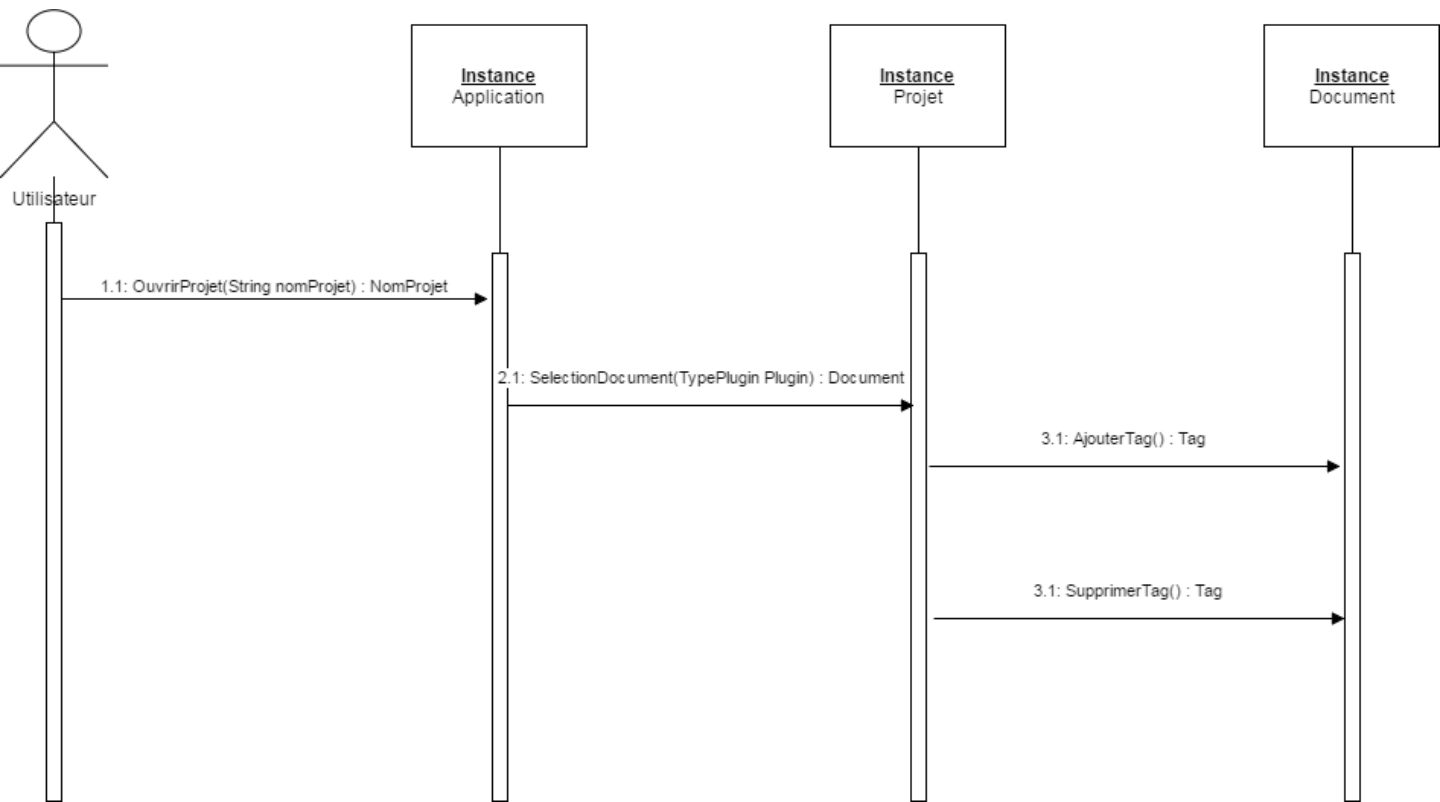 Instance
Application
Instance
Projet
Instance
Document
Utilisateur
1.1: OuvrirProjet(String nomProjet) : NomProjet
2.1: SelectionDocument(TypePlugin Plugin) : Document
3.1: AjouterTag() : Tag
3.1: SupprimerTag() : Tag